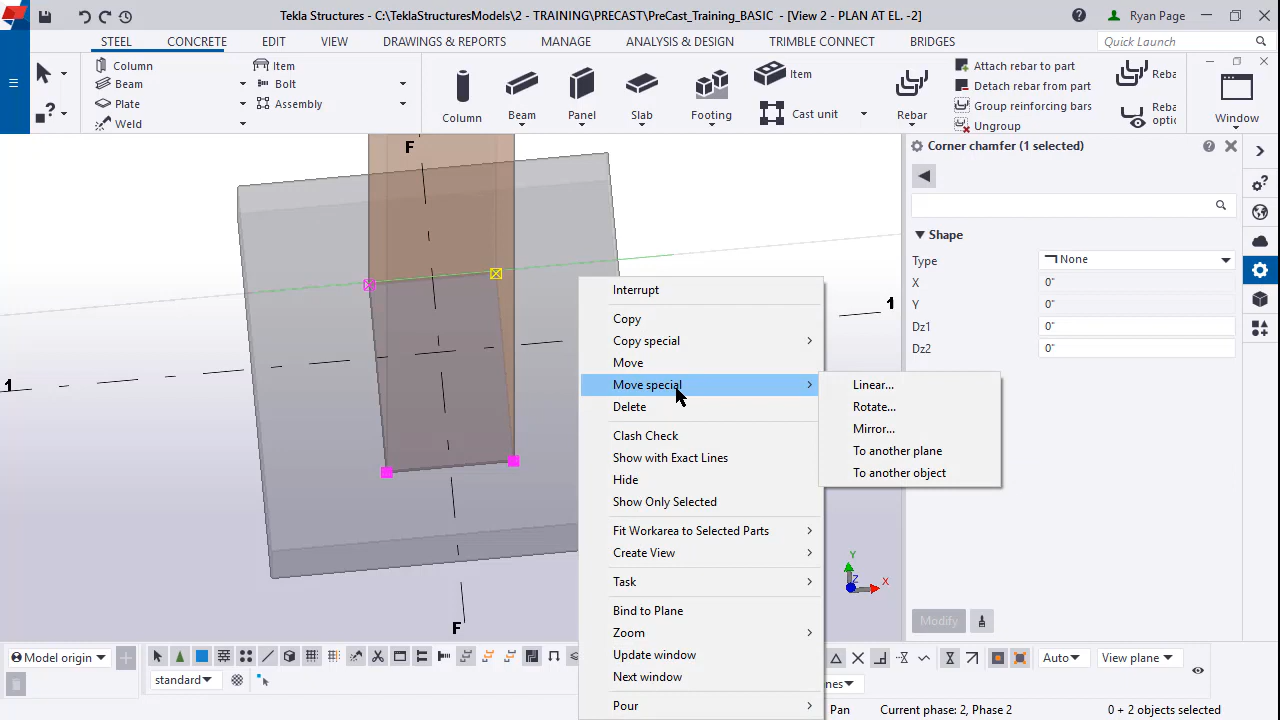 Tekla Structures - C:\TeklaStructuresModels\2 - TRAINING\PRECAST\PreCast_Training_BASIC - [View 2 - PLAN AT EL. -2]
Ryan Page
STEEL CONCRETE EDIT VIEW DRAWINGS & REPORTS MANAGE ANALYSIS & DESIGN TRIMBLE CONNECT BRIDGES
Quick Launch
Column
Beam
Plate
Weld
Item
Bolt
Assembly
Column
Beam
Panel
Slab
Footing
Item
Cast unit
Rebar
Attach rebar to part
Detach rebar from part
Group reinforcing bars
Ungroup
Reba
Reba
optic
Window
F
1
1
F
Interrupt
Copy
Copy special
Move
Move special
Delete
Clash Check
Show with Exact Lines
Hide
Show Only Selected
Fit Workarea to Selected Parts
Create View
Task
Bind to Plane
Zoom
Update window
Next window
Pour
Linear...
Rotate...
Mirror...
To another plane
To another object
Corner chamfer (1 selected)
Shape
Type None
X 0"
Y 0"
Dz1 0"
Dz2 0"
Modify
Y
Z
X
Model origin
standard
Auto
View plane
nes
Pan
Current phase: 2, Phase 2
0 + 2 objects selected